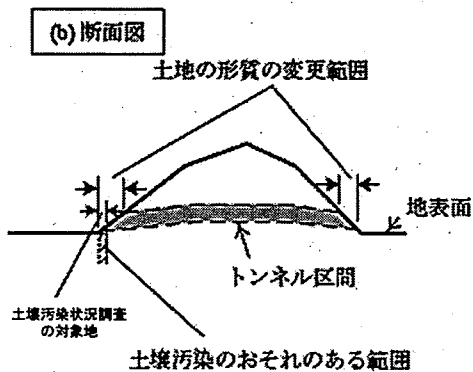 (b) 断面図
土地の形質の変更範囲
地表面
トンネル区間
土壌汚染状況調査
の対象地
土壌汚染のおそれのある範囲